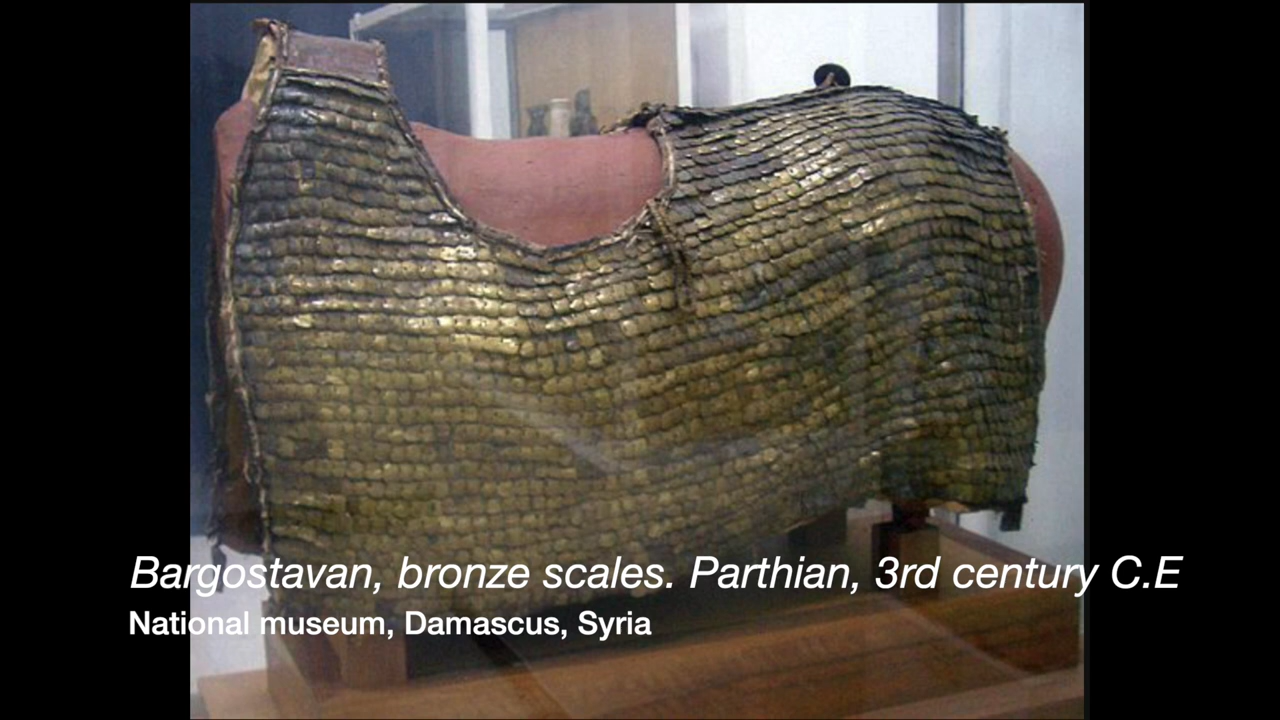 Bargostavan, bronze scales. Parthian, 3rd century C.E
National museum, Damascus, Syria